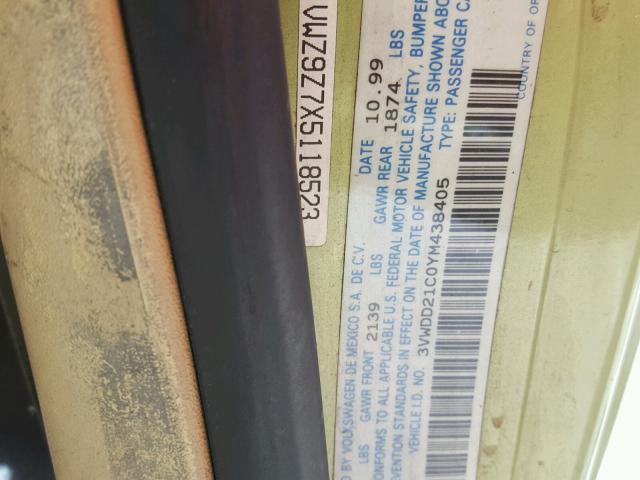 VWZ9Z7X5118523
D BY VOLKSWAGEN DE MEXICO S.A. DE C.V. DATE 10.99
LBS GAWR FRONT 2139 LBS GAWR REAR 1874 LBS
ONFORMS TO ALL APPLICABLE U.S. FEDERAL MOTOR VEHICLE SAFETY, BUMPER
VENTION STANDARDS IN EFFECT ON THE DATE OF MANUFACTURE SHOWN ABO
VEHICLE I.D. NO. 3VWDD21C0YM438405 TYPE: PASSENGER CA
COUNTRY OF OR